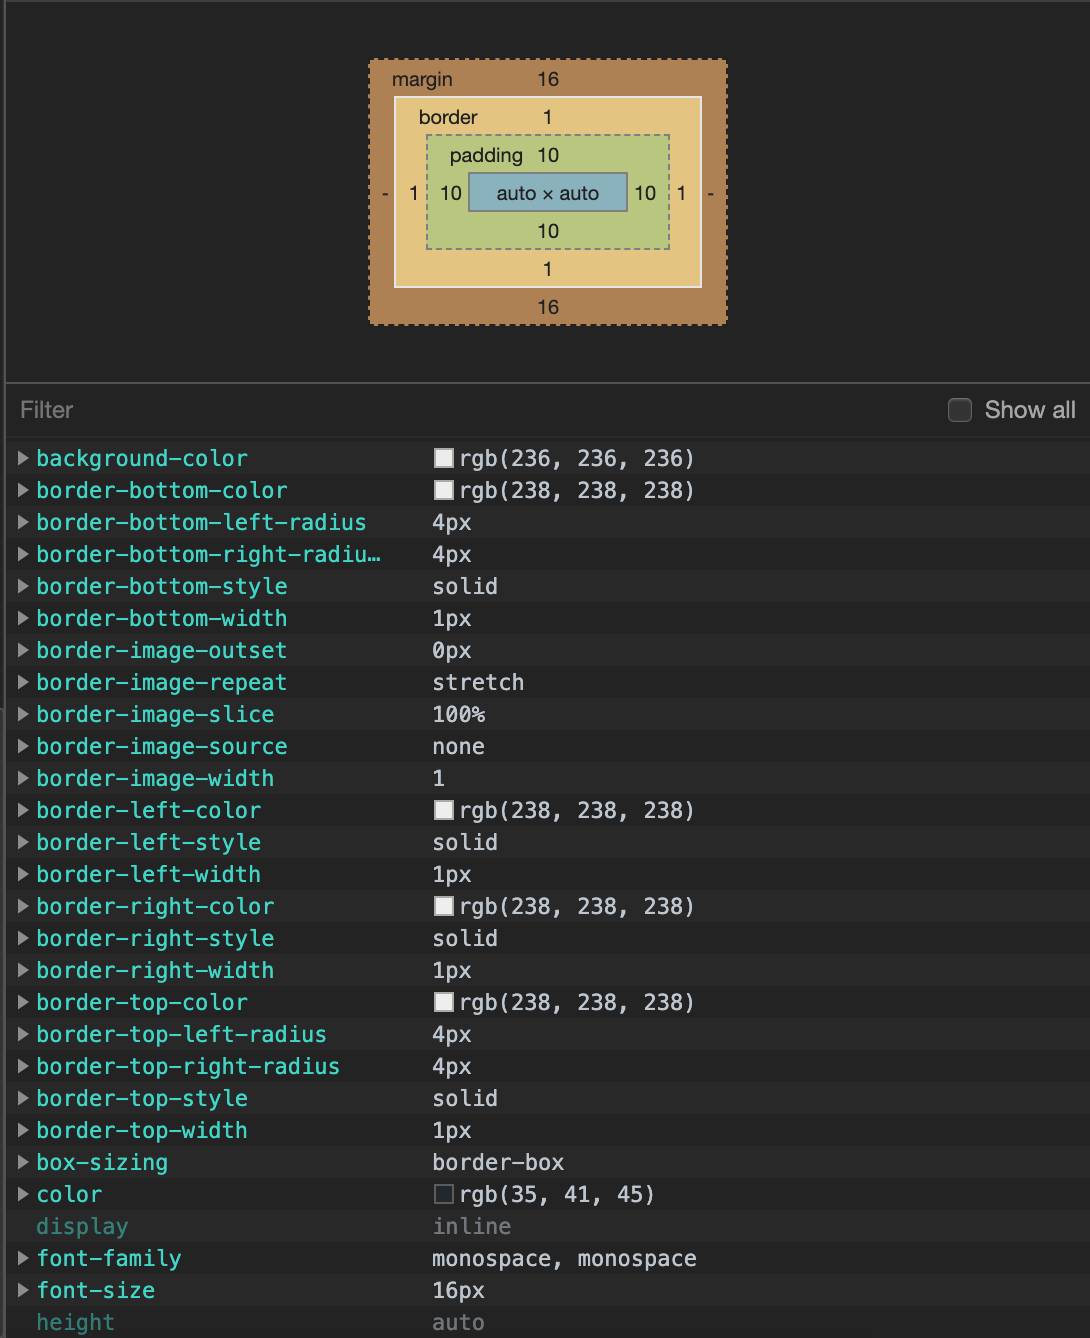 margin 16
border 1
padding 10
- 1 10 auto × auto 10 1 -
10
1
16
Filter Show all
background-color rgb(236, 236, 236)
border-bottom-color rgb(238, 238, 238)
border-bottom-left-radius 4px
border-bottom-right-radiu… 4px
border-bottom-style solid
border-bottom-width 1px
border-image-outset 0px
border-image-repeat stretch
border-image-slice 100%
border-image-source none
border-image-width 1
border-left-color rgb(238, 238, 238)
border-left-style solid
border-left-width 1px
border-right-color rgb(238, 238, 238)
border-right-style solid
border-right-width 1px
border-top-color rgb(238, 238, 238)
border-top-left-radius 4px
border-top-right-radius 4px
border-top-style solid
border-top-width 1px
box-sizing border-box
color rgb(35, 41, 45)
display inline
font-family monospace, monospace
font-size 16px
height auto